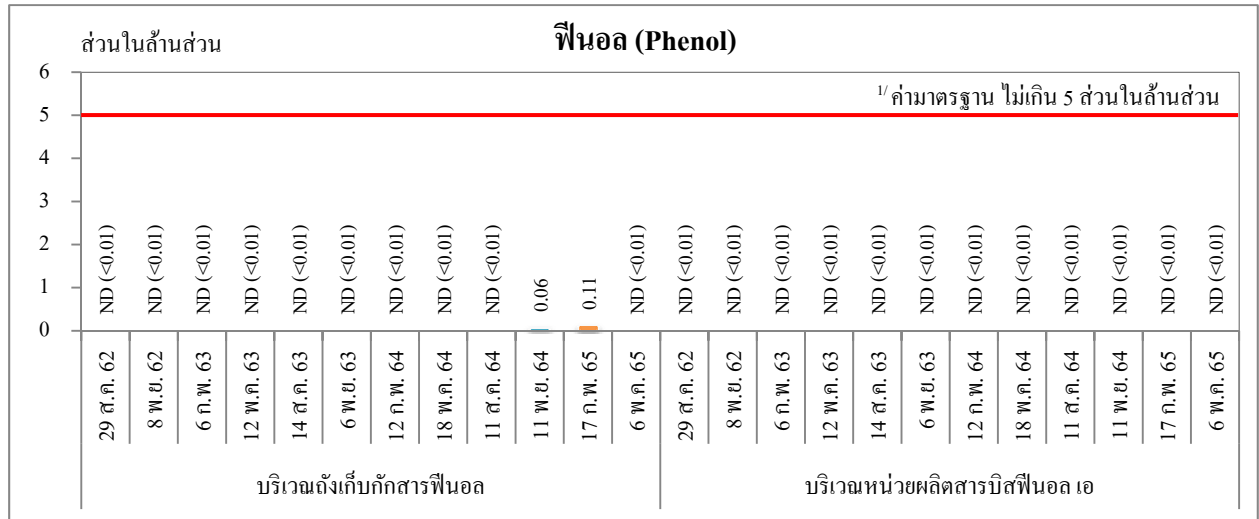 ฟีนอล (Phenol)
ส่วนในล้านส่วน
1/ ค่ามาตรฐาน ไม่เกิน 5 ส่วนในล้านส่วน
6
5
4
3
2
1
0
ND (<0.01)
ND (<0.01)
ND (<0.01)
ND (<0.01)
ND (<0.01)
ND (<0.01)
ND (<0.01)
ND (<0.01)
ND (<0.01)
0.06
0.11
ND (<0.01)
ND (<0.01)
ND (<0.01)
ND (<0.01)
ND (<0.01)
ND (<0.01)
ND (<0.01)
ND (<0.01)
ND (<0.01)
ND (<0.01)
ND (<0.01)
ND (<0.01)
ND (<0.01)
29 ส.ค. 62
8 พ.ย. 62
6 ก.พ. 63
12 พ.ค. 63
14 ส.ค. 63
6 พ.ย. 63
12 ก.พ. 64
18 พ.ค. 64
11 ส.ค. 64
11 พ.ย. 64
17 ก.พ. 65
6 พ.ค. 65
29 ส.ค. 62
8 พ.ย. 62
6 ก.พ. 63
12 พ.ค. 63
14 ส.ค. 63
6 พ.ย. 63
12 ก.พ. 64
18 พ.ค. 64
11 ส.ค. 64
11 พ.ย. 64
17 ก.พ. 65
6 พ.ค. 65
บริเวณถังเก็บกักสารฟีนอล
บริเวณหน่วยผลิตสารบิสฟีนอล เอ